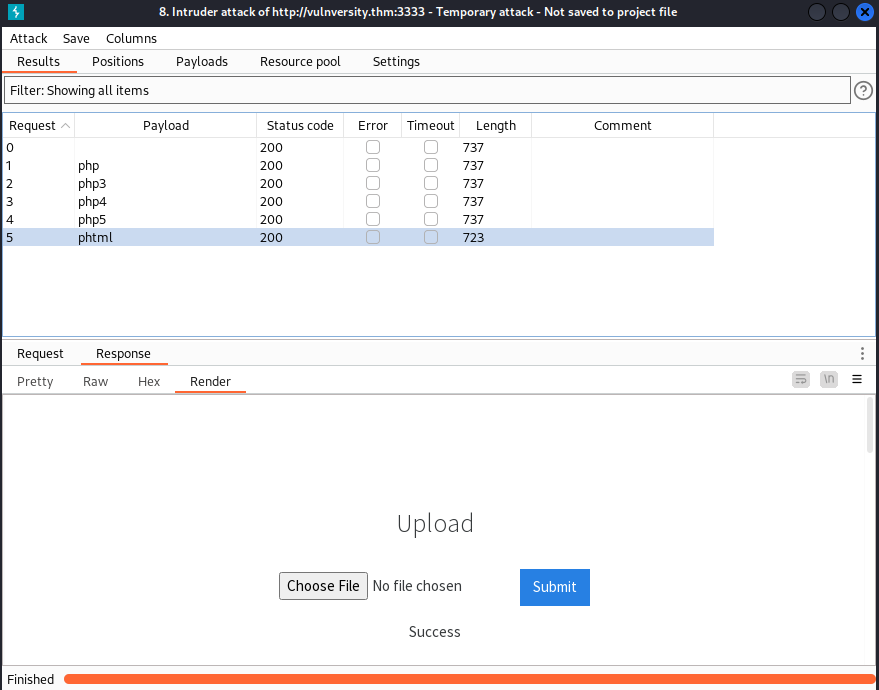 8. Intruder attack of http://vulnversity.thm:3333 - Temporary attack - Not saved to project file
Attack Save Columns
Results Positions Payloads Resource pool Settings
Filter: Showing all items ?
Request Payload Status code Error Timeout Length Comment
0 200 737
1 php 200 737
2 php3 200 737
3 php4 200 737
4 php5 200 737
5 phtml 200 723
Request Response
Pretty Raw Hex Render \n
Upload
Choose File No file chosen Submit
Success
Finished